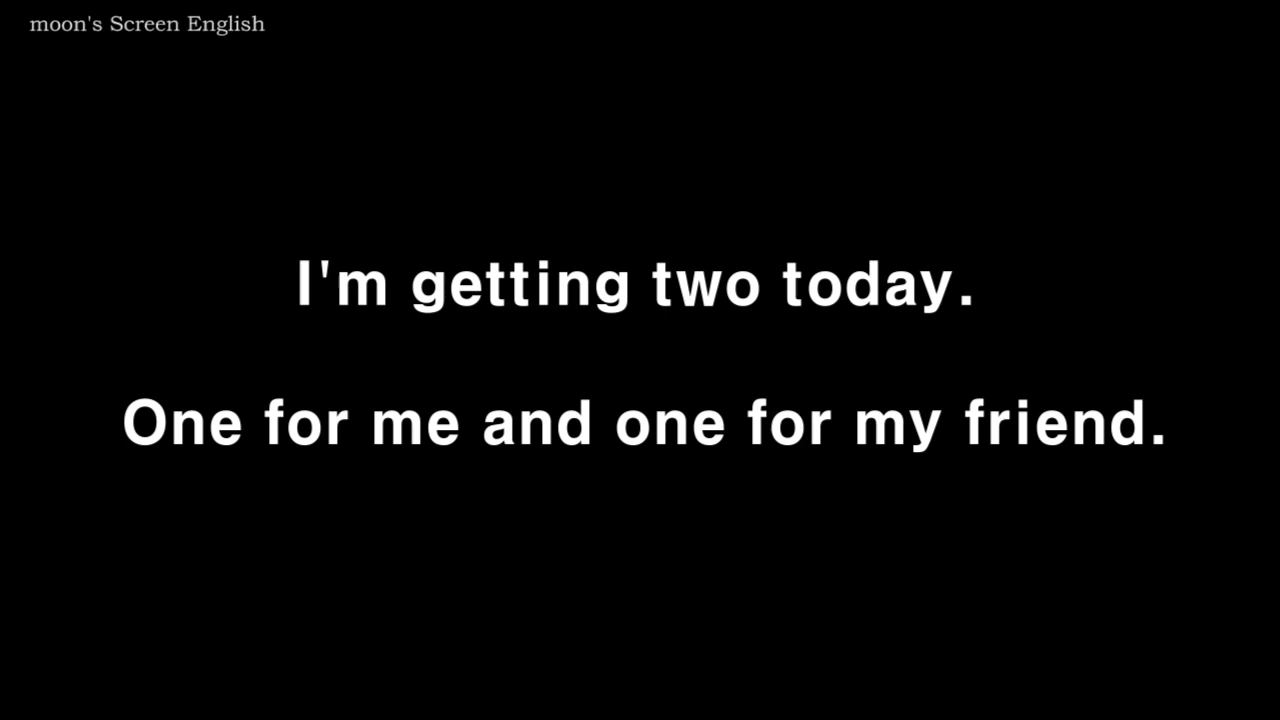 moon's Screen English
I'm getting two today.
One for me and one for my friend.